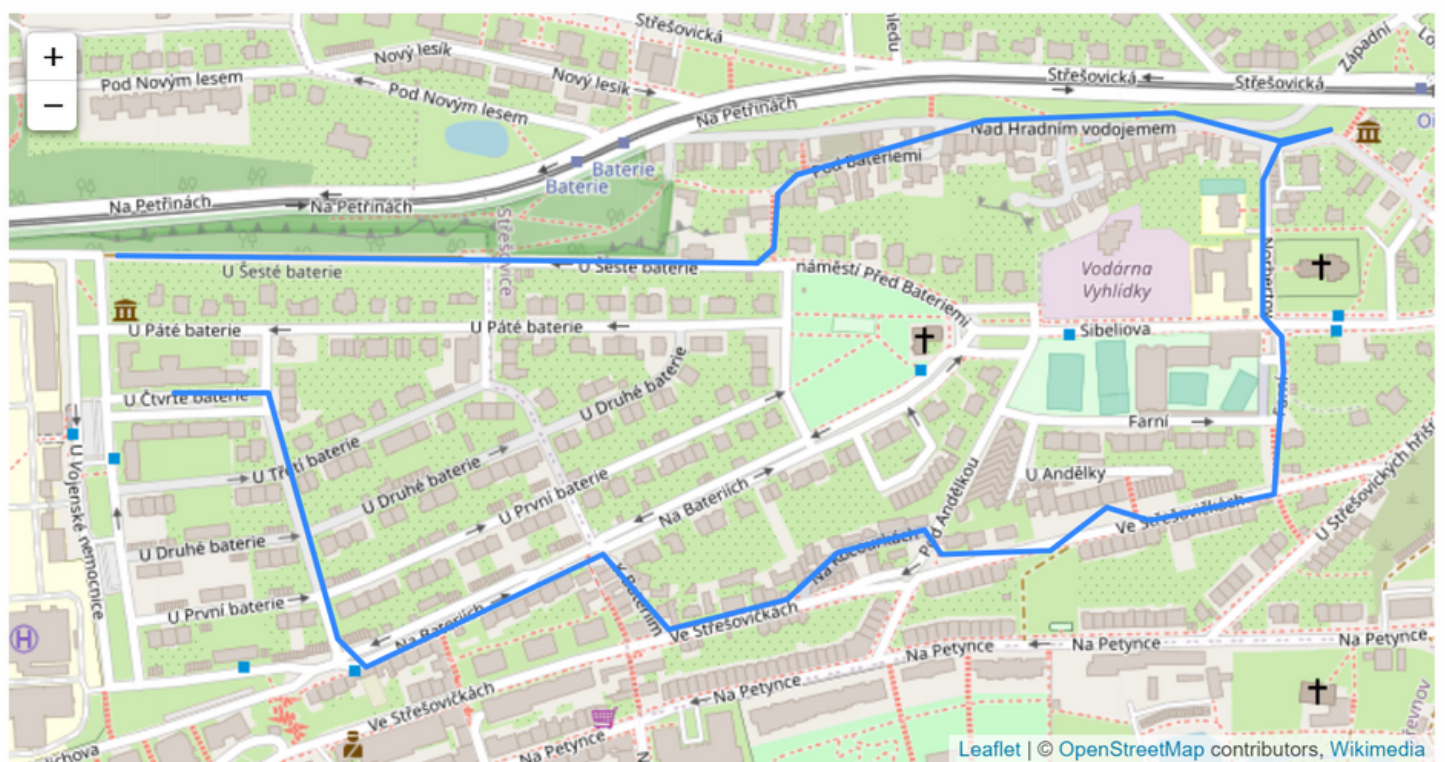 Střešovická
+
Nový lesík
Západní
Pod Novým lesem
Nový lesík
Střešovická
Střešovická
−
Pod Novým lesem
Na Petřinách
Nad Hradním vodojemem
Pod Bateriemi
Baterie
Baterie
Na Petřinách
Na Petřinách
Střešovice
U Šesté baterie
U Šesté baterie
náměstí Před Bateriemi
Vodárna
Vyhlídky
Norbertov
U Páté baterie
U Páté baterie
Sibeliova
U Druhé baterie
U Čtvrté baterie
Farní
Farní
U Třetí baterie
U Vojenské nemocnice
U Druhé baterie
U První baterie
Na Bateriích
Pod Andělkou
U Andělky
U Střešovických hřišť
Ve Střešovičkách
U Druhé baterie
Na Kocourkách
U První baterie
K Bateriím
Na Bateriích
Ve Střešovičkách
H
Na Petynce
Na Petynce
Na Petynce
Na Petynce
Ve Střešovičkách
Na Petynce
Leaflet | © OpenStreetMap contributors, Wikimedia